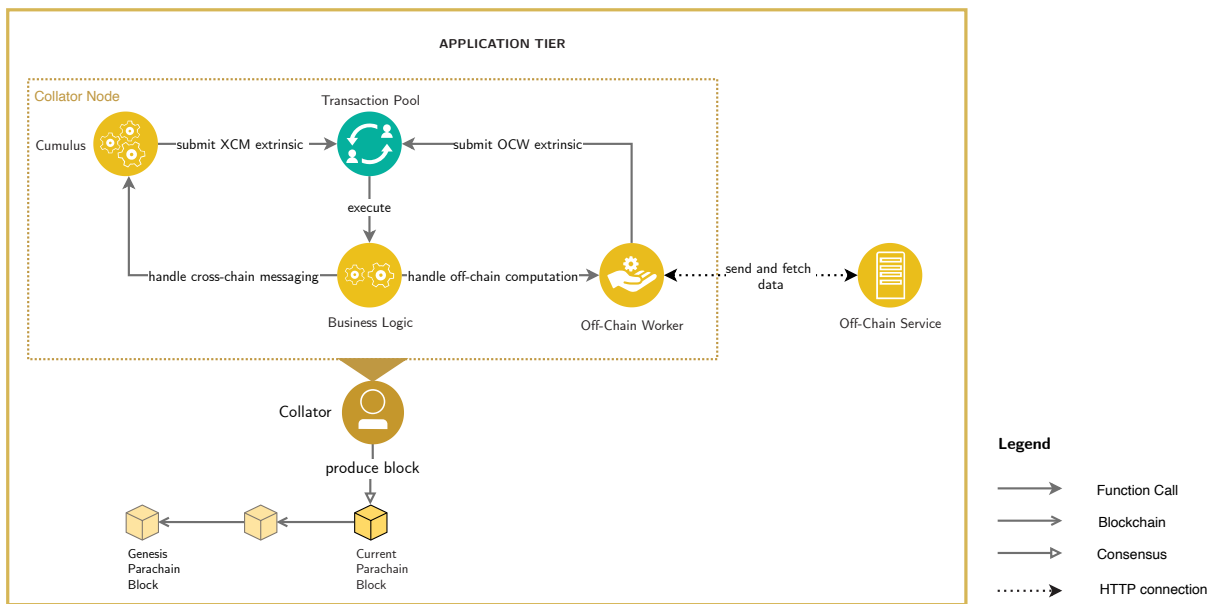 APPLICATION TIER
Collator Node
Transaction Pool
Cumulus
submit XCM extrinsic
submit OCW extrinsic
execute
handle cross-chain messaging
handle off-chain computation
send and fetch
data
Business Logic
Off-Chain Worker
Off-Chain Service
Collator
produce block
Genesis
Parachain
Block
Current
Parachain
Block
Legend
Function Call
Blockchain
Consensus
HTTP connection